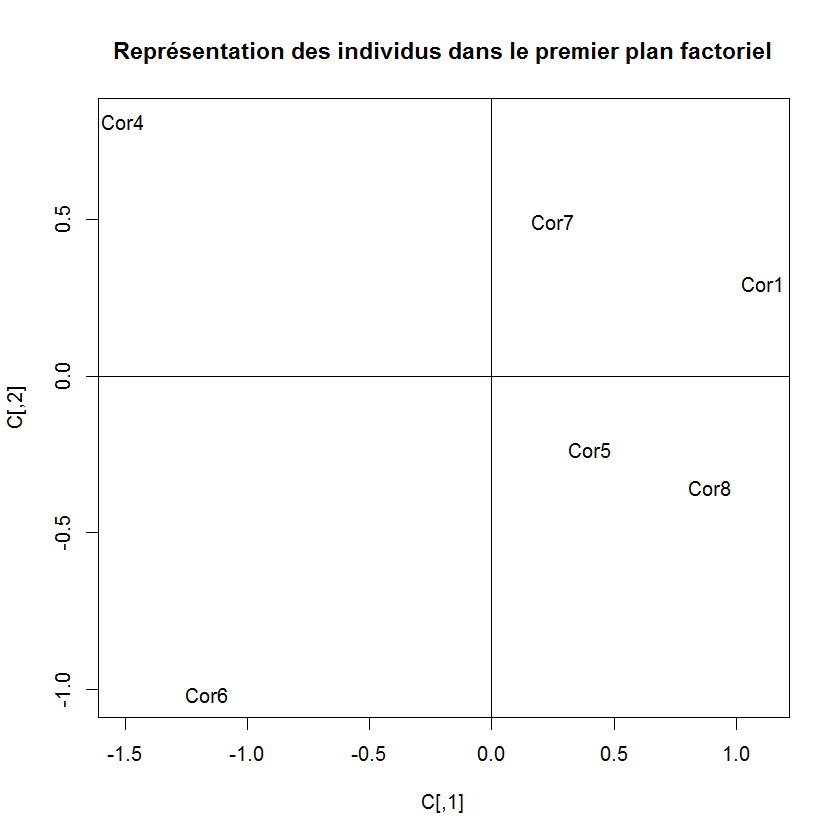 Représentation des individus dans le premier plan factoriel
Cor4
Cor7
Cor1
Cor5
Cor8
Cor6
0.5
0.0
-0.5
-1.0
C[,2]
-1.5 -1.0 -0.5 0.0 0.5 1.0
C[,1]